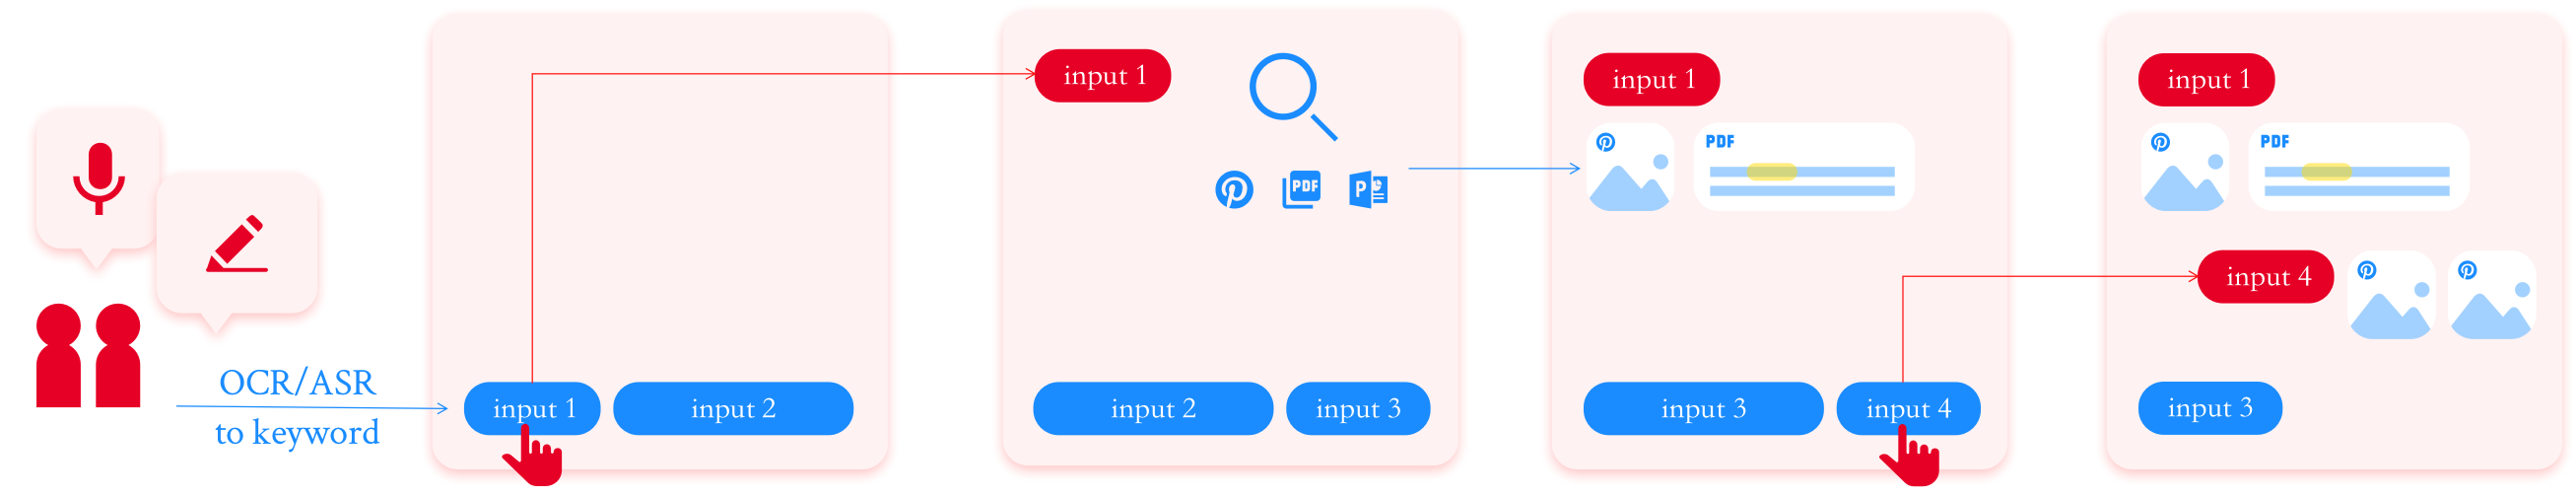 OCR/ASR
to keyword
input 1
input 2
input 1
PDF
P
input 2
input 3
input 1
PDF
input 3
input 4
input 1
PDF
input 4
input 3